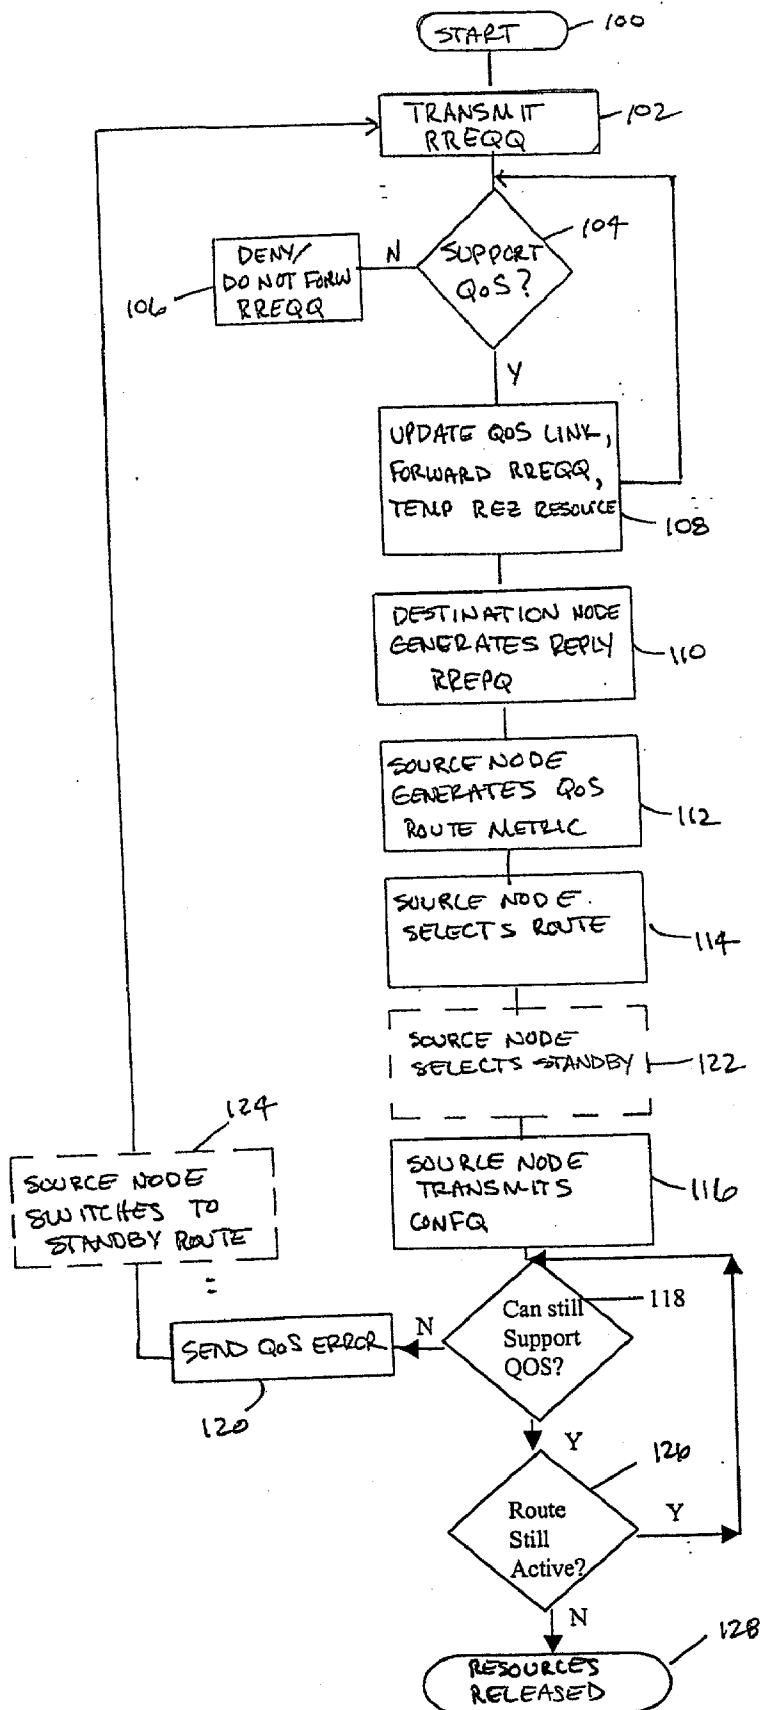 START
100
TRANSMIT
RREQQ
102
SUPPORT
QOS?
104
N
DENY/
DO NOT FORW
RREQQ
106
Y
UPDATE QOS LINK,
FORWARD RREQQ,
TEMP REZ RESOURCE
108
DESTINATION NODE
GENERATES REPLY
RREPQ
110
SOURCE NODE
GENERATES QOS
ROUTE METRIC
112
SOURCE NODE
SELECTS ROUTE
114
SOURCE NODE
SELECTS STANDBY
122
124
SOURCE NODE
SWITCHES TO
STANDBY ROUTE
SOURCE NODE
TRANSMITS
CONFQ
116
Can still
Support
QOS?
118
N
SEND QOS ERROR
120
Y
126
Route
Still
Active?
Y
N
RESOURCES
RELEASED
128